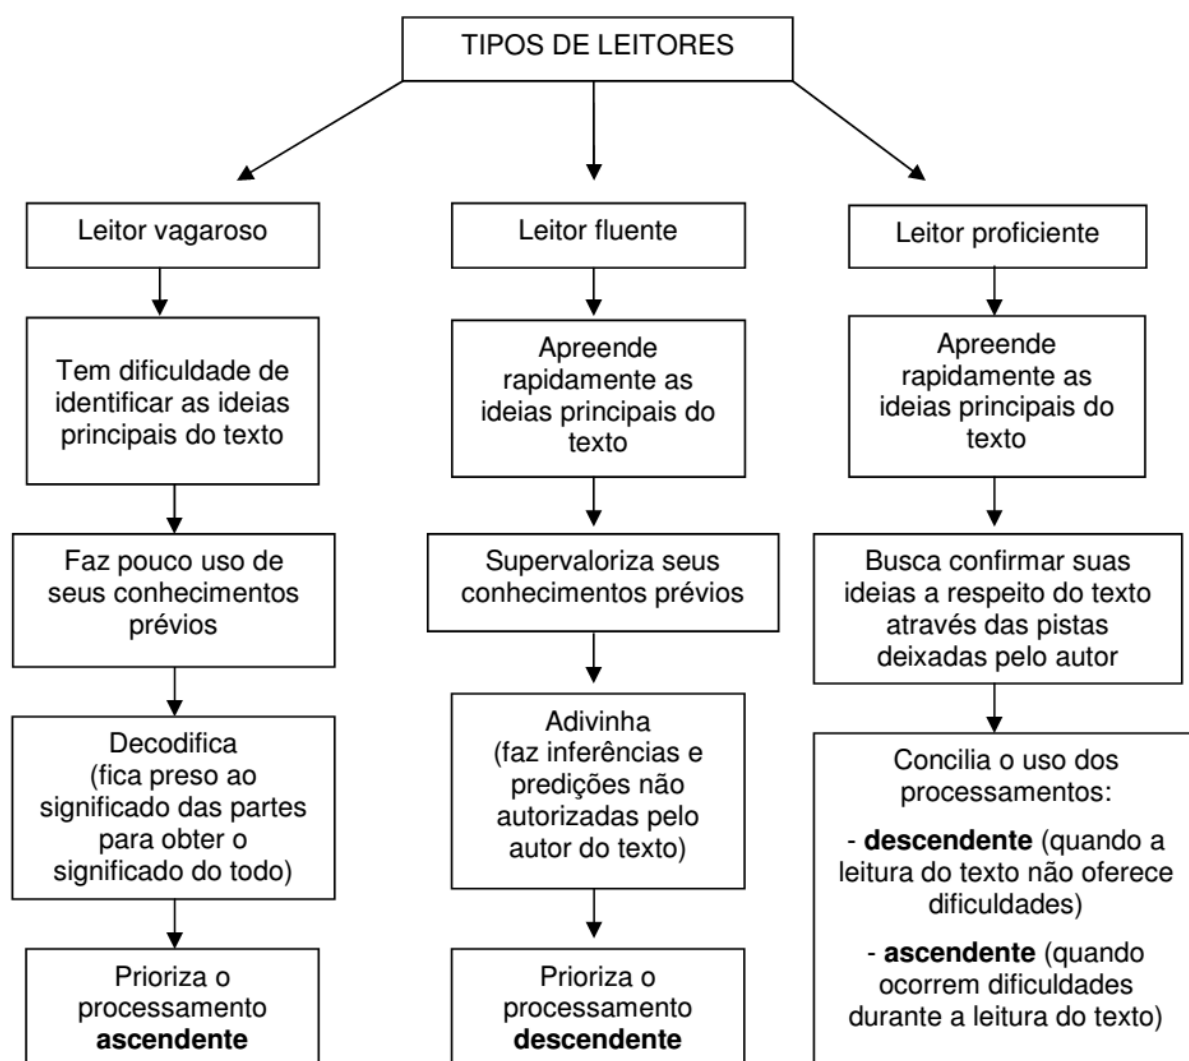 TIPOS DE LEITORES
Leitor vagaroso
Tem dificuldade de
identificar as ideias
principais do texto
Faz pouco uso de
seus conhecimentos
prévios
Decodifica
(fica preso ao
significado das partes
para obter o
significado do todo)
Prioriza o
processamento
ascendente
Leitor fluente
Apreende
rapidamente as
ideias principais do
texto
Supervaloriza seus
conhecimentos prévios
Adivinha
(faz inferências e
predições não
autorizadas pelo
autor do texto)
Prioriza o
processamento
descendente
Leitor proficiente
Apreende
rapidamente as
ideias principais do
texto
Busca confirmar suas
ideias a respeito do texto
através das pistas
deixadas pelo autor
Concilia o uso dos
processamentos:
- descendente (quando a
leitura do texto não oferece
dificuldades)
- ascendente (quando
ocorrem dificuldades
durante a leitura do texto)